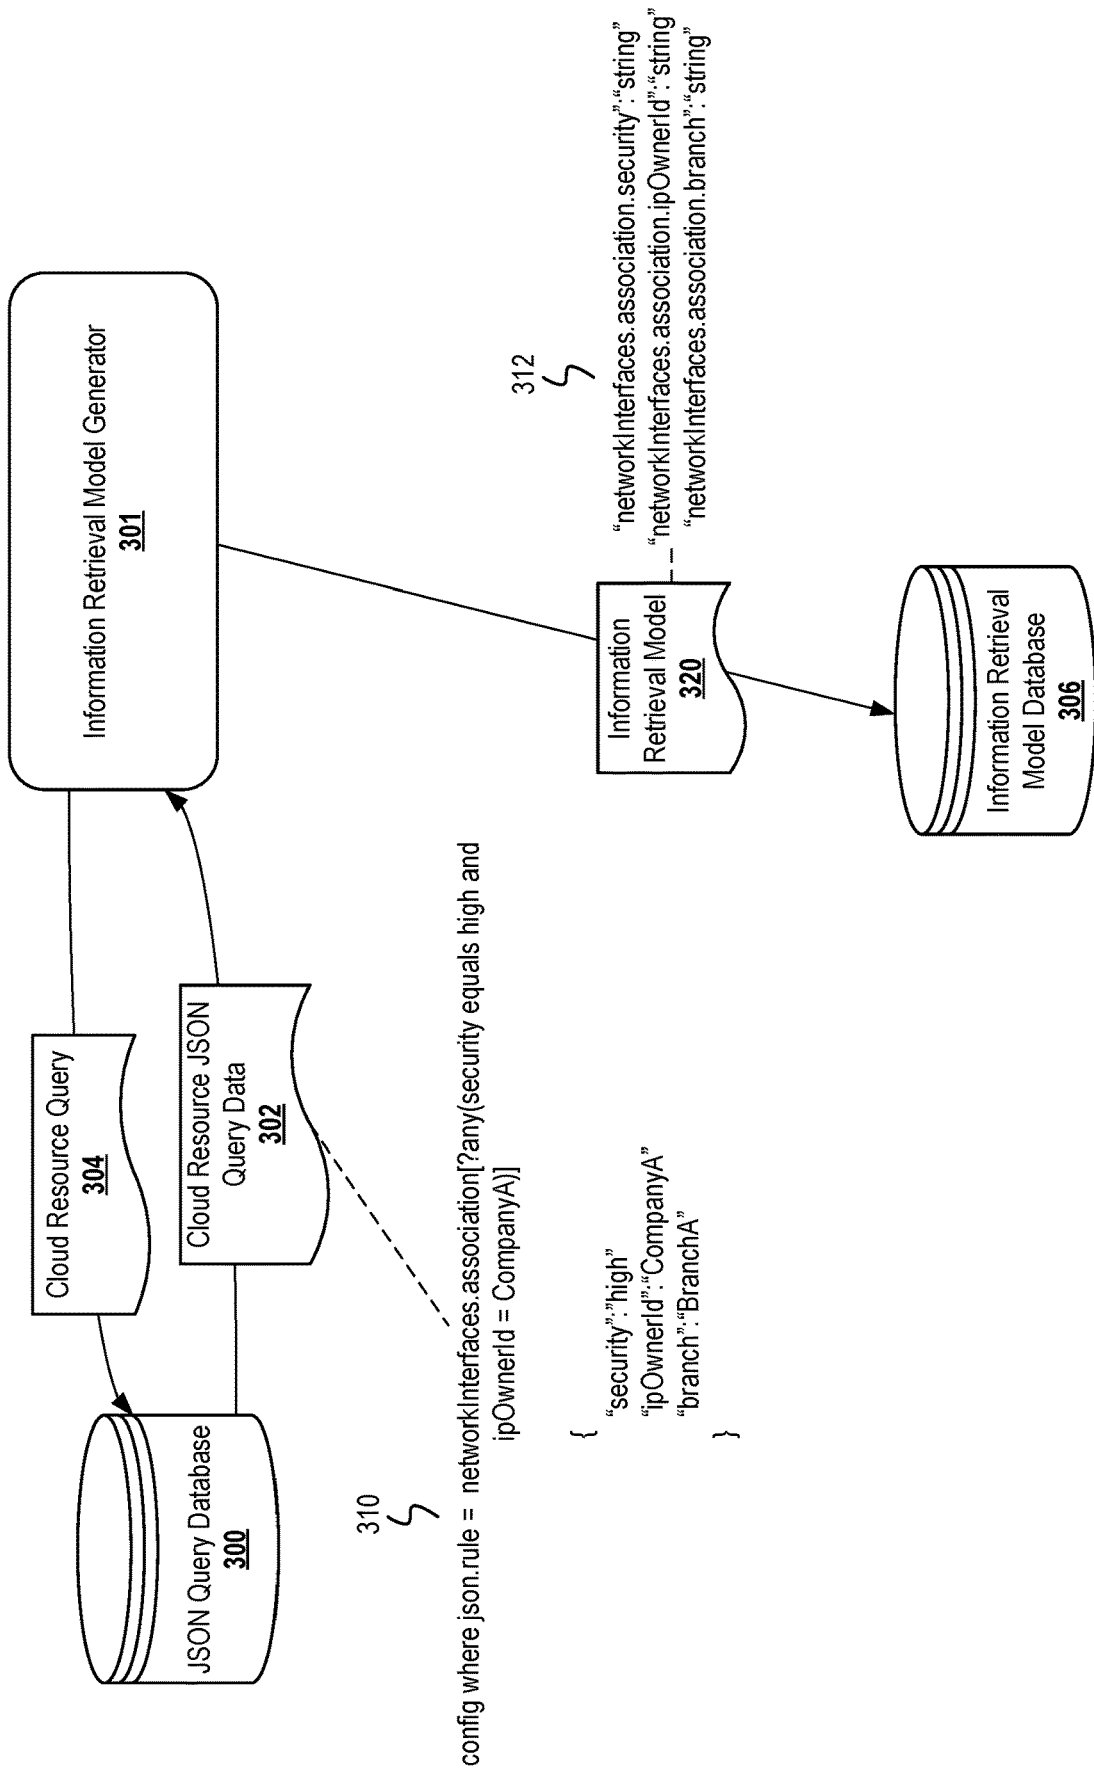 JSON Query Database
300
Cloud Resource Query
304
Cloud Resource JSON
Query Data
302
Information Retrieval Model Generator
301
310
config where json.rule = networkInterfaces.association[?any(security equals high and
ipOwnerId = CompanyA)]
{
“security”:”high”
“ipOwnerId”:“CompanyA”
“branch”:“BranchA”
}
312
“networkInterfaces.association.security”:“string”
“networkInterfaces.association.ipOwnerId”:“string”
“networkInterfaces.association.branch”:“string”
Information
Retrieval Model
320
Information Retrieval
Model Database
306